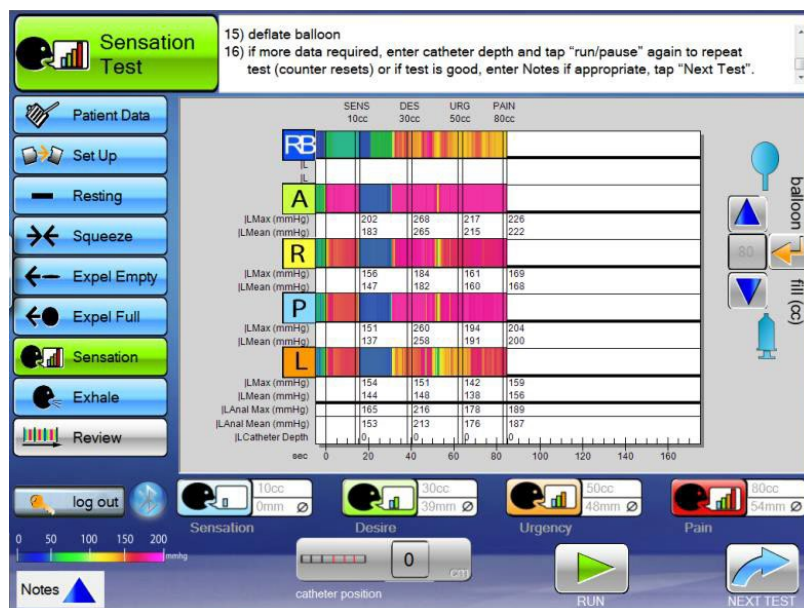 Sensation Test
15) deflate balloon
16) if more data required, enter catheter depth and tap "run/pause" again to repeat
test (counter resets) or if test is good, enter Notes if appropriate, tap "Next Test".
Patient Data
Set Up
Resting
Squeeze
Expel Empty
Expel Full
Sensation
Exhale
Review
log out
SENS DES URG PAIN
10cc 30cc 50cc 80cc
RB
|L
|L
A
|LMax (mmHg) 202 268 217 226
|LMean (mmHg) 183 265 215 222
R
|LMax (mmHg) 156 184 161 169
|LMean (mmHg) 147 182 160 168
P
|LMax (mmHg) 151 260 194 204
|LMean (mmHg) 137 258 191 200
L
|LMax (mmHg) 154 151 142 159
|LMean (mmHg) 144 148 138 156
|LAnal Max (mmHg) 165 216 178 189
|LAnal Mean (mmHg) 153 213 176 187
|LCatheter Depth 0 0 0 0
sec 0 20 40 60 80 100 120 140 160
balloon
80
fill (cc)
10cc
0mm Ø
Sensation
30cc
39mm Ø
Desire
50cc
48mm Ø
Urgency
80cc
54mm Ø
Pain
0 50 100 150 200
mmhg
Notes
0
catheter position
RUN
NEXT TEST